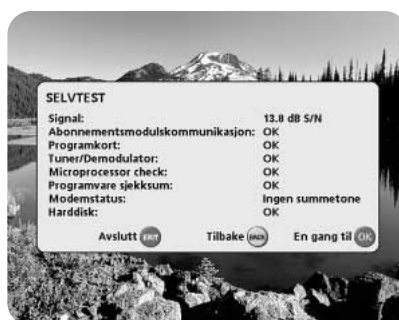 SELVTEST
Signal: 13.8 dB S/N
Abonnementsmodulskommunikasjon: OK
Programkort: OK
Tuner/Demodulator: OK
Microprocessor check: OK
Programvare sjekksum: OK
Modemstatus: Ingen summetone
Harddisk: OK
Avslutt EXIT Tilbake BACK En gang til OK